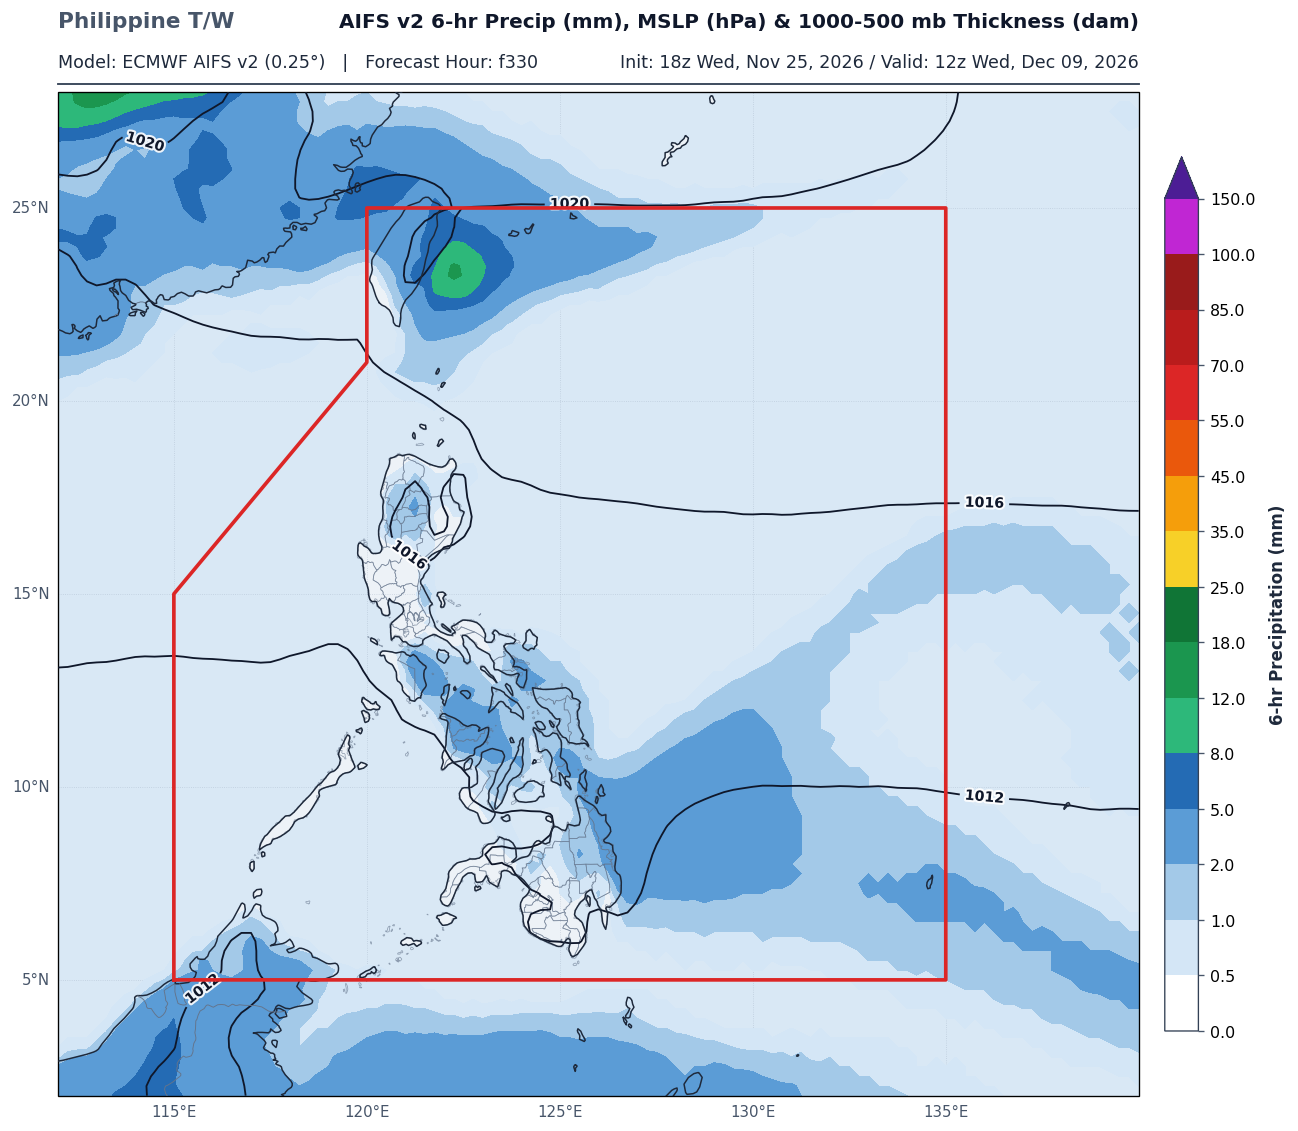 Philippine T/W
AIFS v2 6-hr Precip (mm), MSLP (hPa) & 1000-500 mb Thickness (dam)
Model: ECMWF AIFS v2 (0.25°) | Forecast Hour: f330
Init: 18z Wed, Nov 25, 2026 / Valid: 12z Wed, Dec 09, 2026
1020
1020
1016
1016
1012
1012
25°N
20°N
15°N
10°N
5°N
115°E
120°E
125°E
130°E
135°E
150.0
100.0
85.0
70.0
55.0
45.0
35.0
25.0
18.0
12.0
8.0
5.0
2.0
1.0
0.5
0.0
6-hr Precipitation (mm)